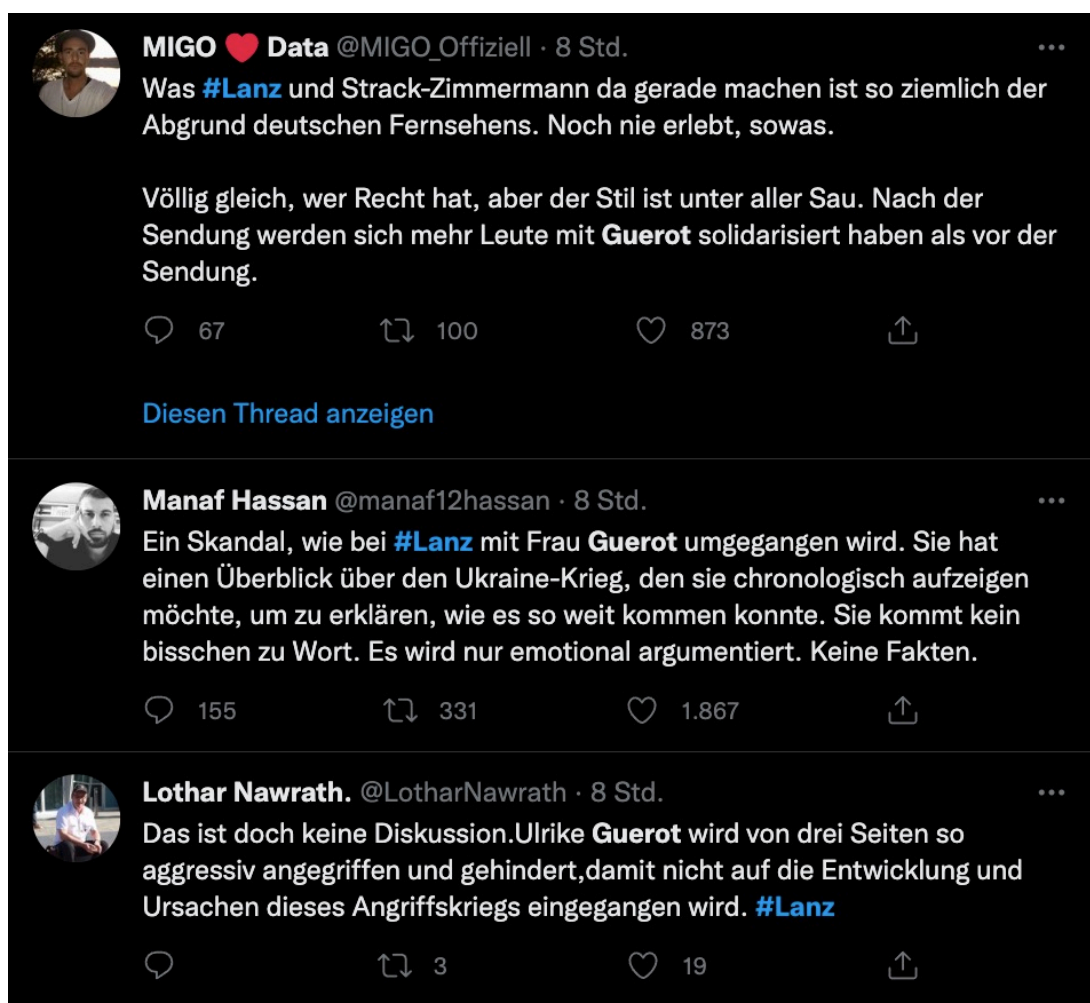 MIGO ❤️ Data @MIGO_Offiziell · 8 Std.
Was #Lanz und Strack-Zimmermann da gerade machen ist so ziemlich der
Abgrund deutschen Fernsehens. Noch nie erlebt, sowas.
Völlig gleich, wer Recht hat, aber der Stil ist unter aller Sau. Nach der
Sendung werden sich mehr Leute mit Guerot solidarisiert haben als vor der
Sendung.
67 100 873
Diesen Thread anzeigen
Manaf Hassan @manaf12hassan · 8 Std.
Ein Skandal, wie bei #Lanz mit Frau Guerot umgegangen wird. Sie hat
einen Überblick über den Ukraine-Krieg, den sie chronologisch aufzeigen
möchte, um zu erklären, wie es so weit kommen konnte. Sie kommt kein
bisschen zu Wort. Es wird nur emotional argumentiert. Keine Fakten.
155 331 1.867
Lothar Nawrath. @LotharNawrath · 8 Std.
Das ist doch keine Diskussion.Ulrike Guerot wird von drei Seiten so
aggressiv angegriffen und gehindert,damit nicht auf die Entwicklung und
Ursachen dieses Angriffskriegs eingegangen wird. #Lanz
3 19